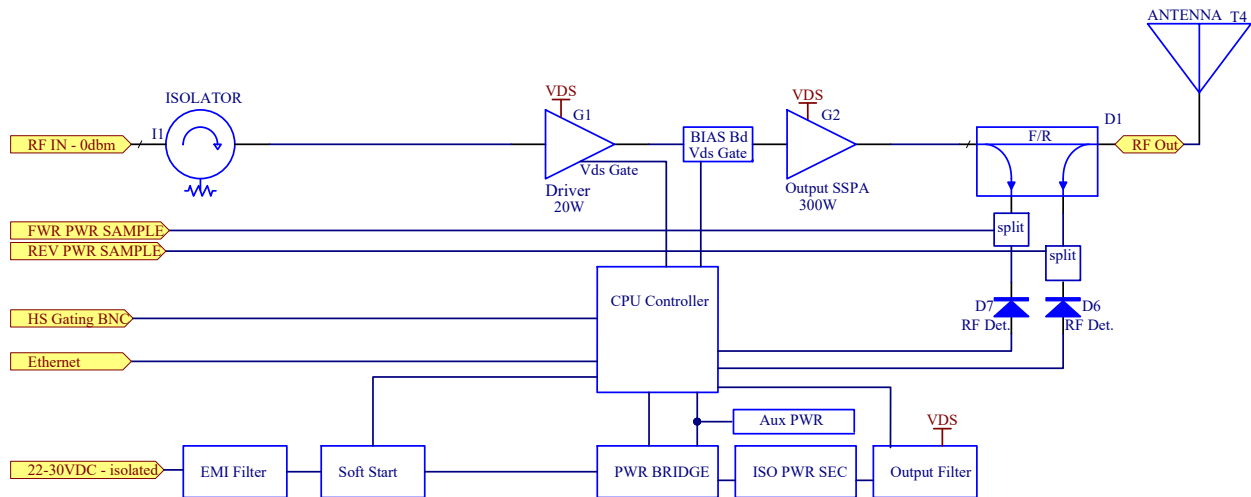 ANTENNA T4
ISOLATOR
VDS
VDS
I1
G1
G2
D1
RF IN - 0dbm
BIAS Bd
Vds Gate
F/R
RF Out
Vds Gate
Driver
20W
Output SSPA
300W
FWR PWR SAMPLE
split
REV PWR SAMPLE
split
CPU Controller
HS Gating BNC
D7
RF Det.
D6
RF Det.
Ethernet
Aux PWR
VDS
22-30VDC - isolated
EMI Filter
Soft Start
PWR BRIDGE
ISO PWR SEC
Output Filter